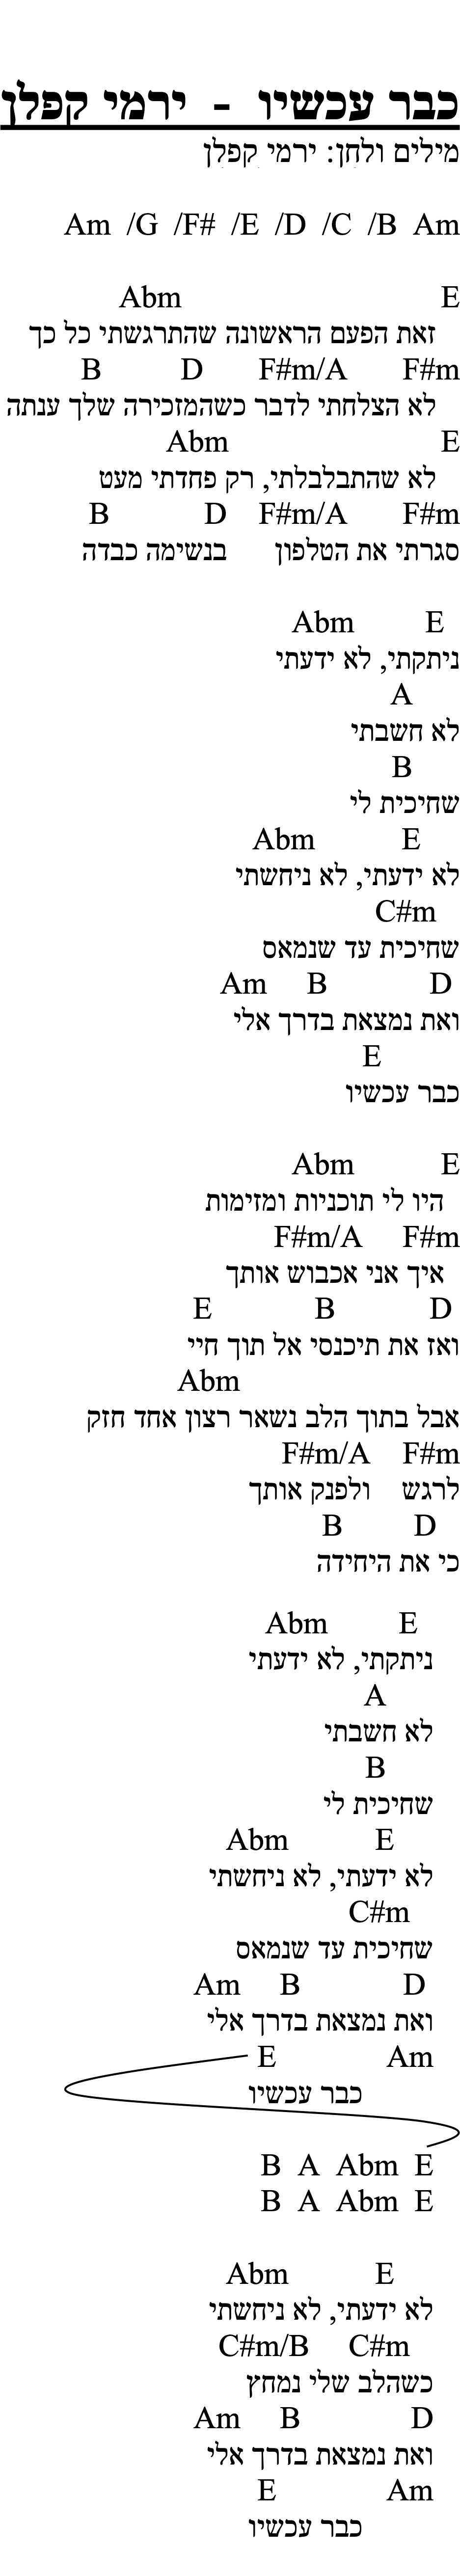 כבר עכשיו - ירמי קפלן
מילים ולחן: ירמי קפלן
Am /G /F# /E /D /C /B Am
Abm E
זאת הפעם הראשונה שהתרגשתי כל כך
B D F#m/A F#m
לא הצלחתי לדבר כשהמזכירה שלך ענתה
Abm E
לא שהתבלבלתי, רק פחדתי מעט
B D F#m/A F#m
סגרתי את הטלפון בנשימה כבדה
Abm E
ניתקתי, לא ידעתי
A
לא חשבתי
B
שחיכית לי
Abm E
לא ידעתי, לא ניחשתי
C#m
שחיכית עד שנמאס
Am B D
ואת נמצאת בדרך אלי
E
כבר עכשיו
Abm E
היו לי תוכניות ומזימות
F#m/A F#m
איך אני אכבוש אותך
E B D
ואז את תיכנסי אל תוך חיי
Abm
אבל בתוך הלב נשאר רצון אחד חזק
F#m/A F#m
לרגש ולפנק אותך
B D
כי את היחידה
Abm E
ניתקתי, לא ידעתי
A
לא חשבתי
B
שחיכית לי
Abm E
לא ידעתי, לא ניחשתי
C#m
שחיכית עד שנמאס
Am B D
ואת נמצאת בדרך אלי
E Am
כבר עכשיו
B A Abm E
B A Abm E
Abm E
לא ידעתי, לא ניחשתי
C#m/B C#m
כשהלב שלי נמחץ
Am B D
ואת נמצאת בדרך אלי
E Am
כבר עכשיו